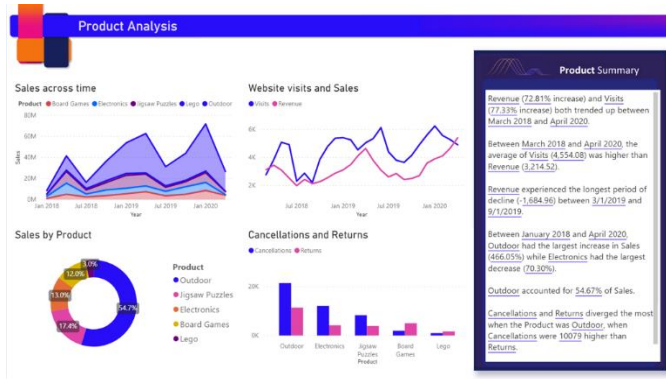 Product Analysis
Sales across time
Product Board Games Electronics Jigsaw Puzzles Lego Outdoor
80M
60M
40M
20M
0M
Sales
Jan 2018 Jul 2018 Jan 2019 Jul 2019 Jan 2020
Year
Website visits and Sales
Visits Revenue
6K
4K
2K
Jul 2018 Jan 2019 Jul 2019 Jan 2020
Year
Sales by Product
3.0%
12.0%
13.0%
17.4%
54.7%
Product
Outdoor
Jigsaw Puzzles
Electronics
Board Games
Lego
Cancellations and Returns
Cancellations Returns
20K
0K
Outdoor Electronics Jigsaw Puzzles Board Games Lego
Product
Product Summary
Revenue (72.81% increase) and Visits
(77.33% increase) both trended up between
March 2018 and April 2020.
Between March 2018 and April 2020, the
average of Visits (4,554.08) was higher than
Revenue (3,214.52).
Revenue experienced the longest period of
decline (-1,684.96) between 3/1/2019 and
9/1/2019.
Between January 2018 and April 2020,
Outdoor had the largest increase in Sales
(466.05%) while Electronics had the largest
decrease (70.30%).
Outdoor accounted for 54.67% of Sales.
Cancellations and Returns diverged the most
when the Product was Outdoor, when
Cancellations were 10079 higher than
Returns.